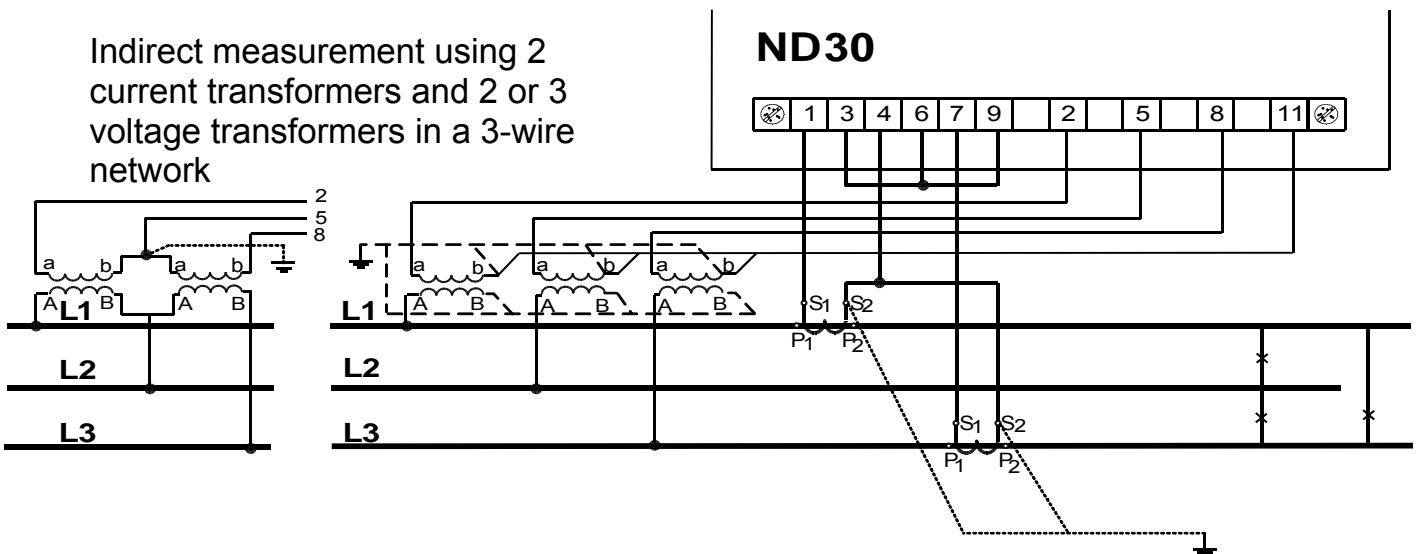 Indirect measurement using 2
current transformers and 2 or 3
voltage transformers in a 3-wire
network
ND30
1 3 4 6 7 9 2 5 8 11
2
5
8
a b a b
A B A B
a b a b a b
A B A B A B
L1
L1
S1 S2
P1 P2
L2
L2
L3
L3
S1 S2
P1 P2